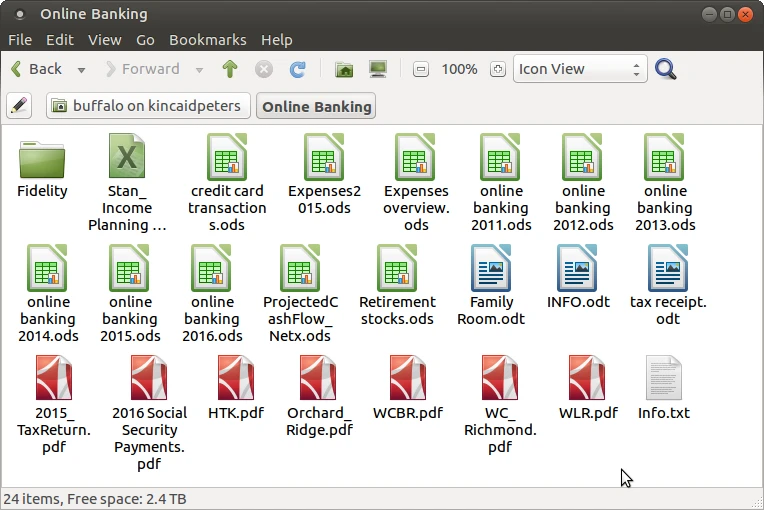 Online Banking
File Edit View Go Bookmarks Help
Back Forward 100% Icon View
buffalo on kincaidpeters Online Banking
Fidelity
Stan_
Income
Planning ...
credit card
transaction
s.ods
Expenses2
015.ods
Expenses
overview.
ods
online
banking
2011.ods
online
banking
2012.ods
online
banking
2013.ods
online
banking
2014.ods
online
banking
2015.ods
online
banking
2016.ods
ProjectedC
ashFlow_
Netx.ods
Retirement
stocks.ods
Family
Room.odt
INFO.odt
tax receipt.
odt
2015_
TaxReturn.
pdf
2016 Social
Security
Payments.
pdf
HTK.pdf
Orchard_
Ridge.pdf
WCBR.pdf
WC_
Richmond.
pdf
WLR.pdf
Info.txt
24 items, Free space: 2.4 TB